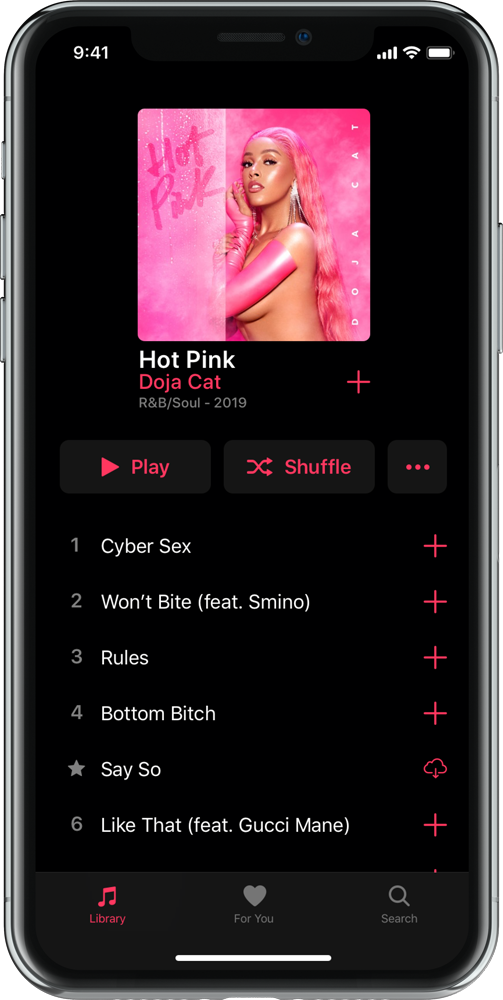 9:41
Hot
Pink
DOJA CAT
Hot Pink
Doja Cat
R&B/Soul - 2019
Play
Shuffle
1 Cyber Sex
2 Won’t Bite (feat. Smino)
3 Rules
4 Bottom Bitch
Say So
6 Like That (feat. Gucci Mane)
Library
For You
Search